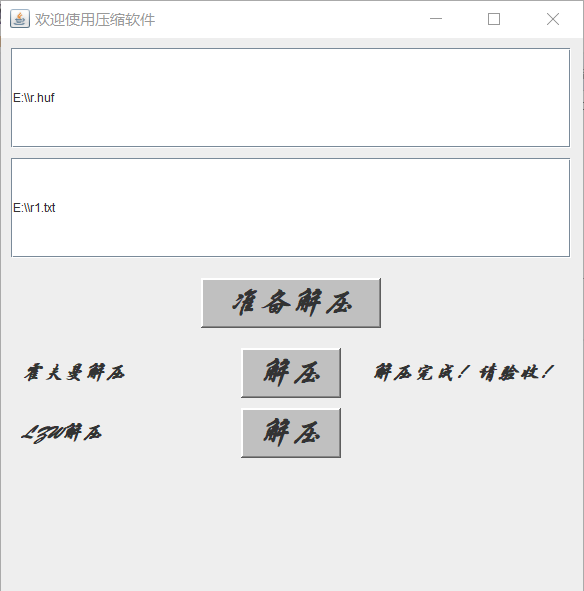 欢迎使用压缩软件
E:\\r.huf
E:\\r1.txt
准备解压
霍夫曼解压 解压 解压完成！请验收！
LZW解压 解压